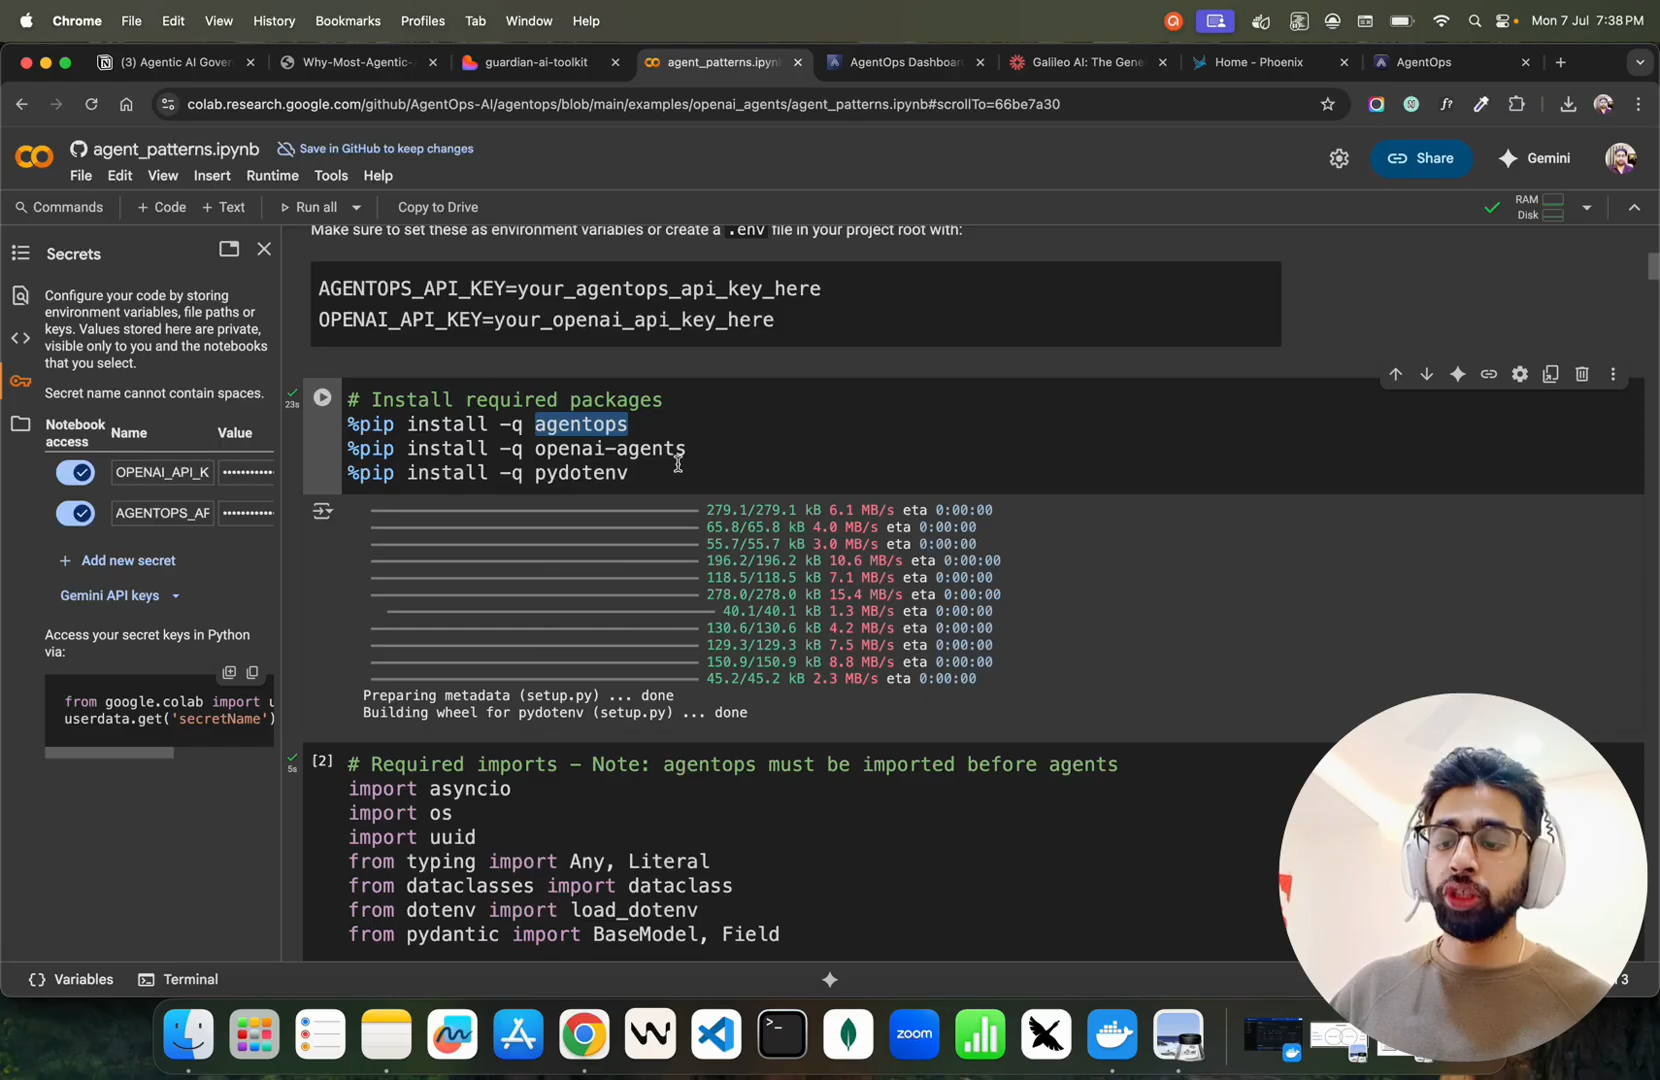 Chrome File Edit View History Bookmarks Profiles Tab Window Help Mon 7 Jul 7:38 PM
(3) Agentic AI Gover
Why-Most-Agentic-
guardian-ai-toolkit
agent_patterns.ipyn
AgentOps Dashboar
Galileo AI: The Gene
Home - Phoenix
AgentOps
colab.research.google.com/github/AgentOps-AI/agentops/blob/main/examples/openai_agents/agent_patterns.ipynb#scrollTo=66be7a30
agent_patterns.ipynb Save in GitHub to keep changes
Share Gemini
File Edit View Insert Runtime Tools Help
Commands + Code + Text Run all Copy to Drive
RAM
Disk
Secrets
Configure your code by storing
environment variables, file paths or
keys. Values stored here are private,
visible only to you and the notebooks
that you select.
Secret name cannot contain spaces.
Notebook
access Name Value
OPENAI_API_K ••••••••••
AGENTOPS_AP ••••••••••
+ Add new secret
Gemini API keys
Access your secret keys in Python
via:
from google.colab import u
userdata.get('secretName')
Make sure to set these as environment variables or create a .env file in your project root with:
AGENTOPS_API_KEY=your_agentops_api_key_here
OPENAI_API_KEY=your_openai_api_key_here
23s
# Install required packages
%pip install -q agentops
%pip install -q openai-agents
%pip install -q pydotenv
279.1/279.1 kB 6.1 MB/s eta 0:00:00
65.8/65.8 kB 4.0 MB/s eta 0:00:00
55.7/55.7 kB 3.0 MB/s eta 0:00:00
196.2/196.2 kB 10.6 MB/s eta 0:00:00
118.5/118.5 kB 7.1 MB/s eta 0:00:00
278.0/278.0 kB 15.4 MB/s eta 0:00:00
40.1/40.1 kB 1.3 MB/s eta 0:00:00
130.6/130.6 kB 4.2 MB/s eta 0:00:00
129.3/129.3 kB 7.5 MB/s eta 0:00:00
150.9/150.9 kB 8.8 MB/s eta 0:00:00
45.2/45.2 kB 2.3 MB/s eta 0:00:00
Preparing metadata (setup.py) ... done
Building wheel for pydotenv (setup.py) ... done
5s
[2] # Required imports - Note: agentops must be imported before agents
import asyncio
import os
import uuid
from typing import Any, Literal
from dataclasses import dataclass
from dotenv import load_dotenv
from pydantic import BaseModel, Field
{} Variables Terminal
zoom